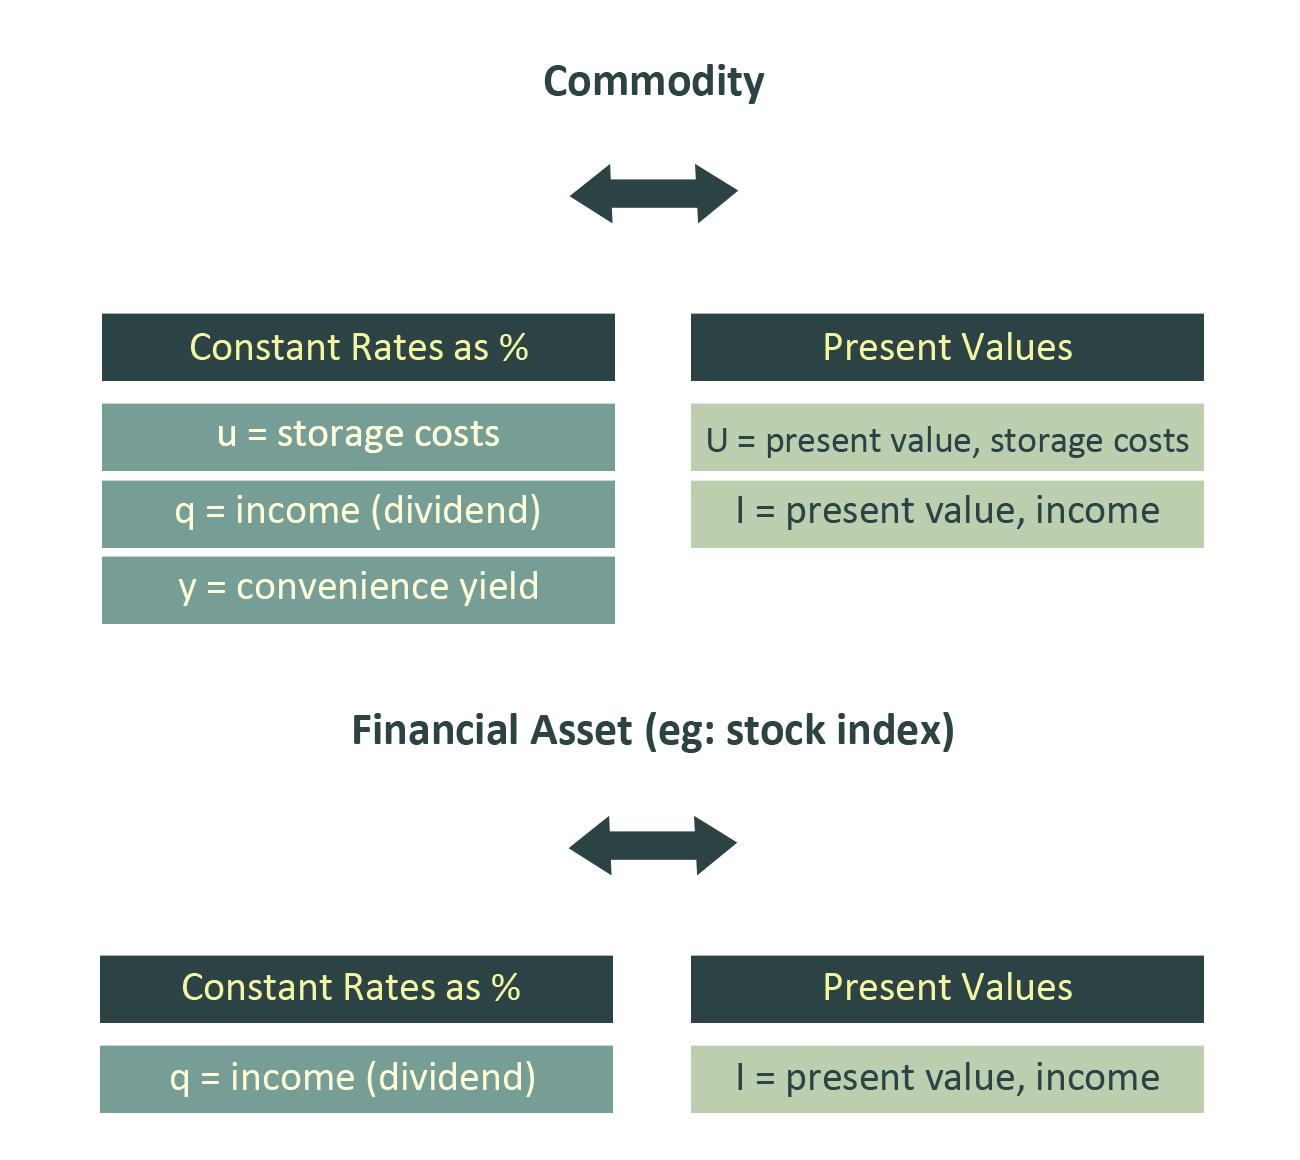 Commodity
Constant Rates as %
Present Values
u = storage costs
U = present value, storage costs
q = income (dividend)
I = present value, income
y = convenience yield
Financial Asset (eg: stock index)
Constant Rates as %
Present Values
q = income (dividend)
I = present value, income